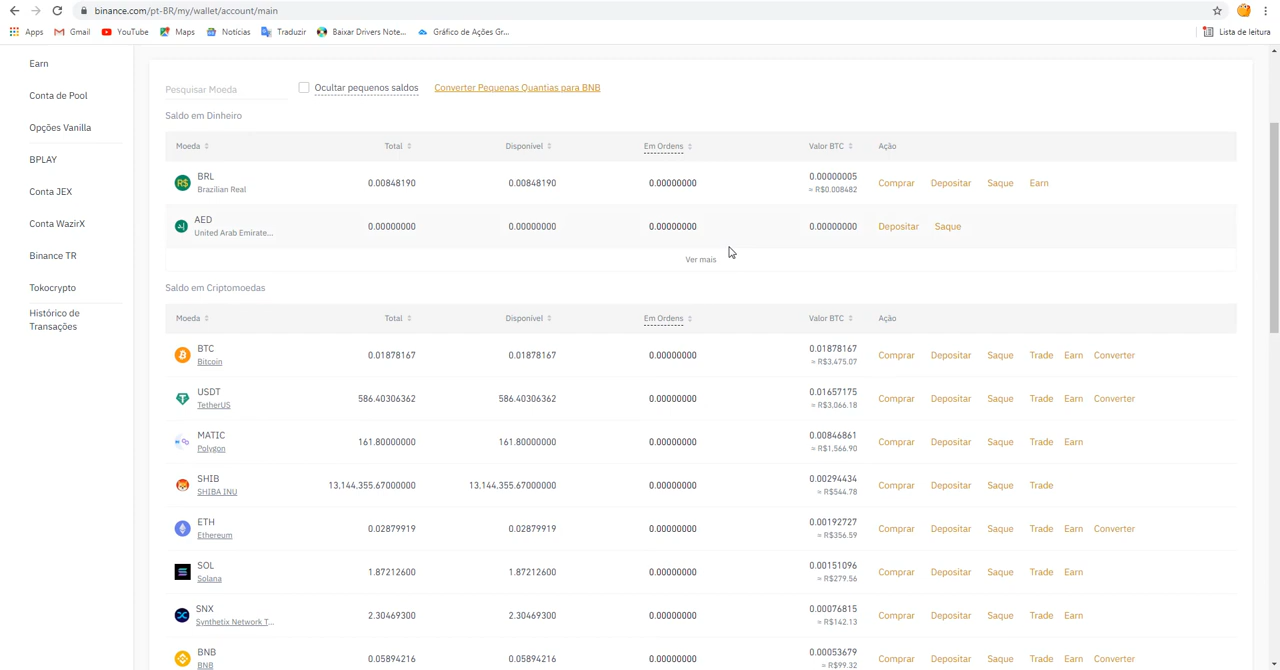 binance.com/pt-BR/my/wallet/account/main
Apps Gmail YouTube Maps Notícias Traduzir Baixar Drivers Note... Gráfico de Ações Gr... Lista de leitura
Earn
Conta de Pool
Opções Vanilla
BPLAY
Conta JEX
Conta WazirX
Binance TR
Tokocrypto
Histórico de
Transações
Pesquisar Moeda Ocultar pequenos saldos Converter Pequenas Quantias para BNB
Saldo em Dinheiro
Moeda Total Disponível Em Ordens Valor BTC Ação
BRL
Brazilian Real
0.00848190 0.00848190 0.00000000 0.00000005
≈ R$0.008482
Comprar Depositar Saque Earn
AED
United Arab Emirate...
0.00000000 0.00000000 0.00000000 0.00000000 Depositar Saque
Ver mais
Saldo em Criptomoedas
Moeda Total Disponível Em Ordens Valor BTC Ação
BTC
Bitcoin
0.01878167 0.01878167 0.00000000 0.01878167
≈ R$3,475.07
Comprar Depositar Saque Trade Earn Converter
USDT
TetherUS
586.40306362 586.40306362 0.00000000 0.01657175
≈ R$3,066.18
Comprar Depositar Saque Trade Earn Converter
MATIC
Polygon
161.80000000 161.80000000 0.00000000 0.00846861
≈ R$1,566.90
Comprar Depositar Saque Trade Earn
SHIB
SHIBA INU
13.144,355.67000000 13.144,355.67000000 0.00000000 0.00294434
≈ R$544.78
Comprar Depositar Saque Trade
ETH
Ethereum
0.02879919 0.02879919 0.00000000 0.00192727
≈ R$356.59
Comprar Depositar Saque Trade Earn Converter
SOL
Solana
1.87212600 1.87212600 0.00000000 0.00151096
≈ R$279.56
Comprar Depositar Saque Trade Earn
SNX
Synthetix Network T...
2.30469300 2.30469300 0.00000000 0.00076815
≈ R$142.13
Comprar Depositar Saque Trade Earn
BNB
BNB
0.05894216 0.05894216 0.00000000 0.00053679
≈ R$99.32
Comprar Depositar Saque Trade Earn Converter